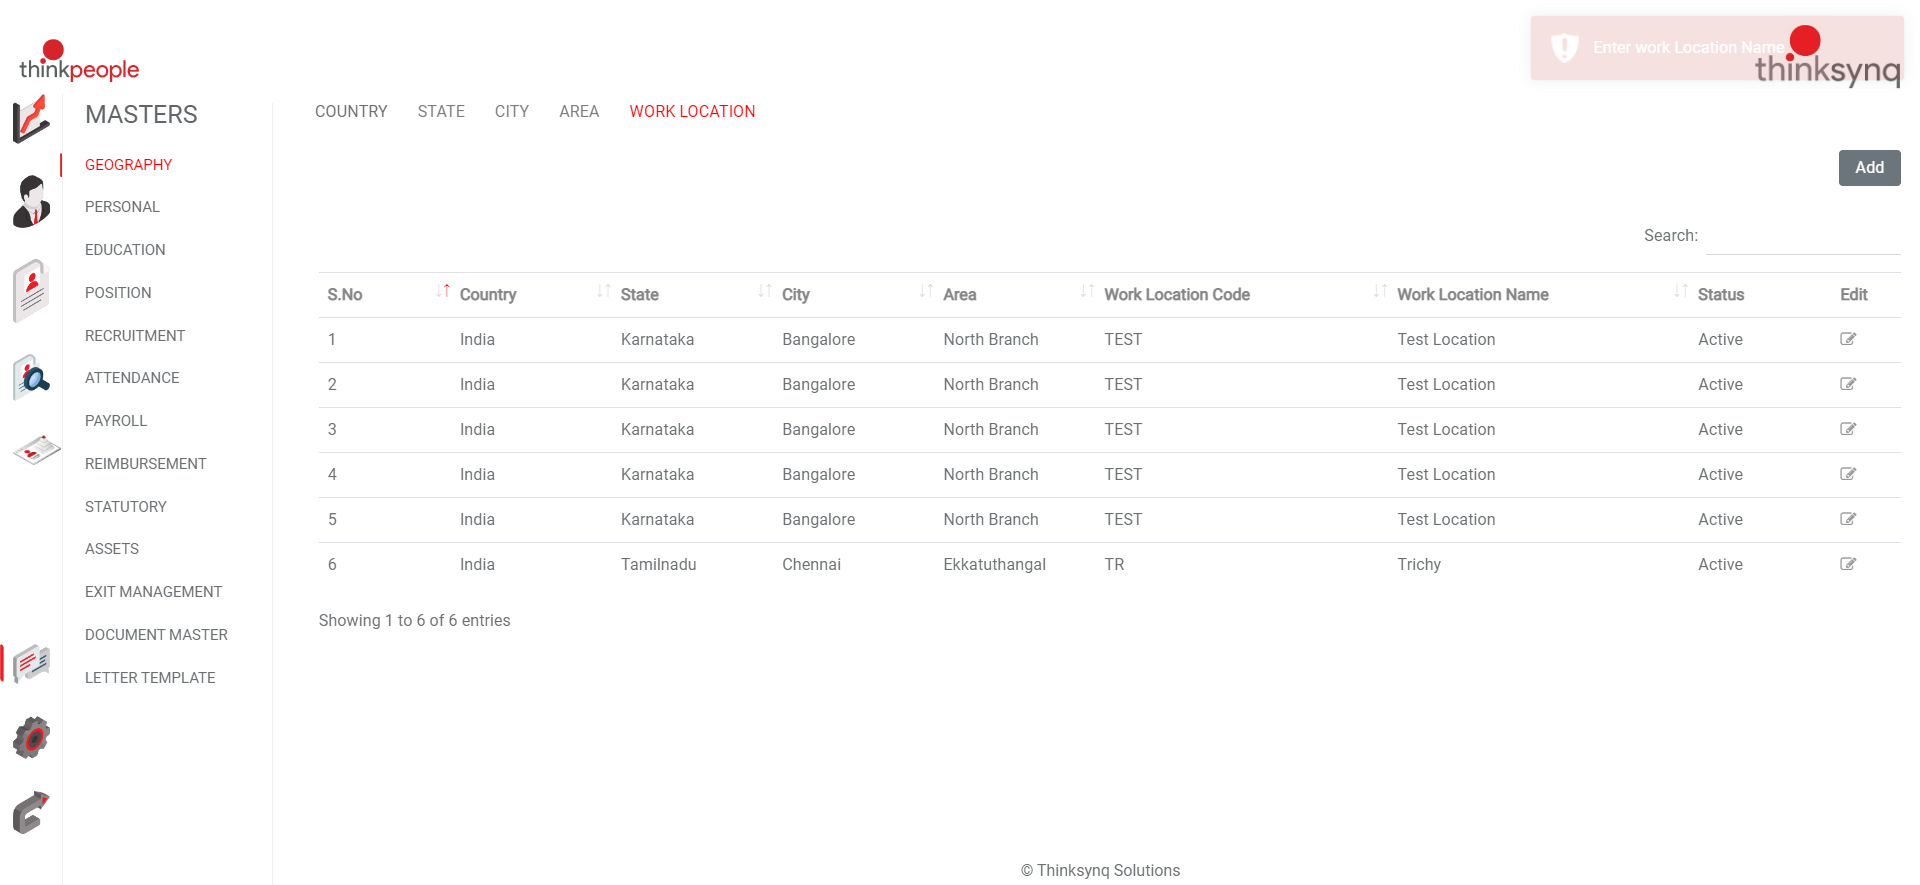 thinkpeople
Enter work Location Name
thinksynq
MASTERS
GEOGRAPHY
PERSONAL
EDUCATION
POSITION
RECRUITMENT
ATTENDANCE
PAYROLL
REIMBURSEMENT
STATUTORY
ASSETS
EXIT MANAGEMENT
DOCUMENT MASTER
LETTER TEMPLATE
COUNTRY STATE CITY AREA WORK LOCATION
Add
Search:
S.No Country State City Area Work Location Code Work Location Name Status Edit
1 India Karnataka Bangalore North Branch TEST Test Location Active
2 India Karnataka Bangalore North Branch TEST Test Location Active
3 India Karnataka Bangalore North Branch TEST Test Location Active
4 India Karnataka Bangalore North Branch TEST Test Location Active
5 India Karnataka Bangalore North Branch TEST Test Location Active
6 India Tamilnadu Chennai Ekkatuthangal TR Trichy Active
Showing 1 to 6 of 6 entries
© Thinksynq Solutions